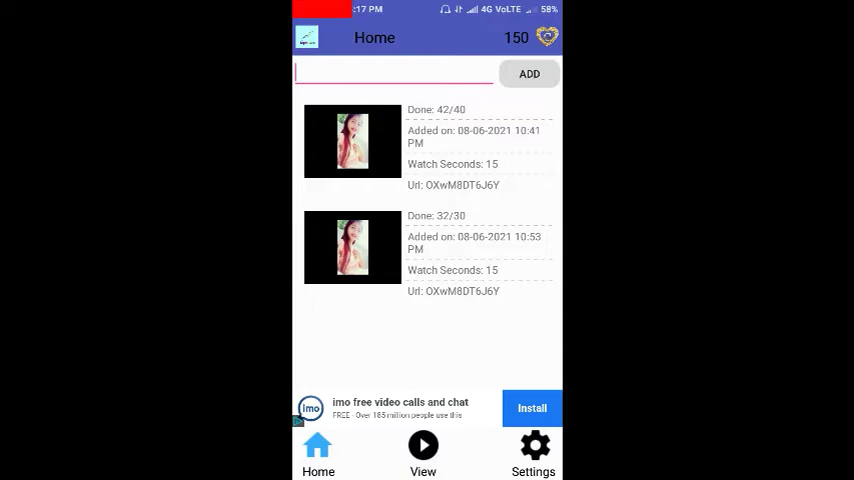 :17 PM 4G VoLTE 58%
Home 150
ADD
Done: 42/40
Added on: 08-06-2021 10:41
PM
Watch Seconds: 15
Url: OXwM8DT6J6Y
Done: 32/30
Added on: 08-06-2021 10:53
PM
Watch Seconds: 15
Url: OXwM8DT6J6Y
imo
imo free video calls and chat
FREE - Over 185 million people use this
Install
Home View Settings